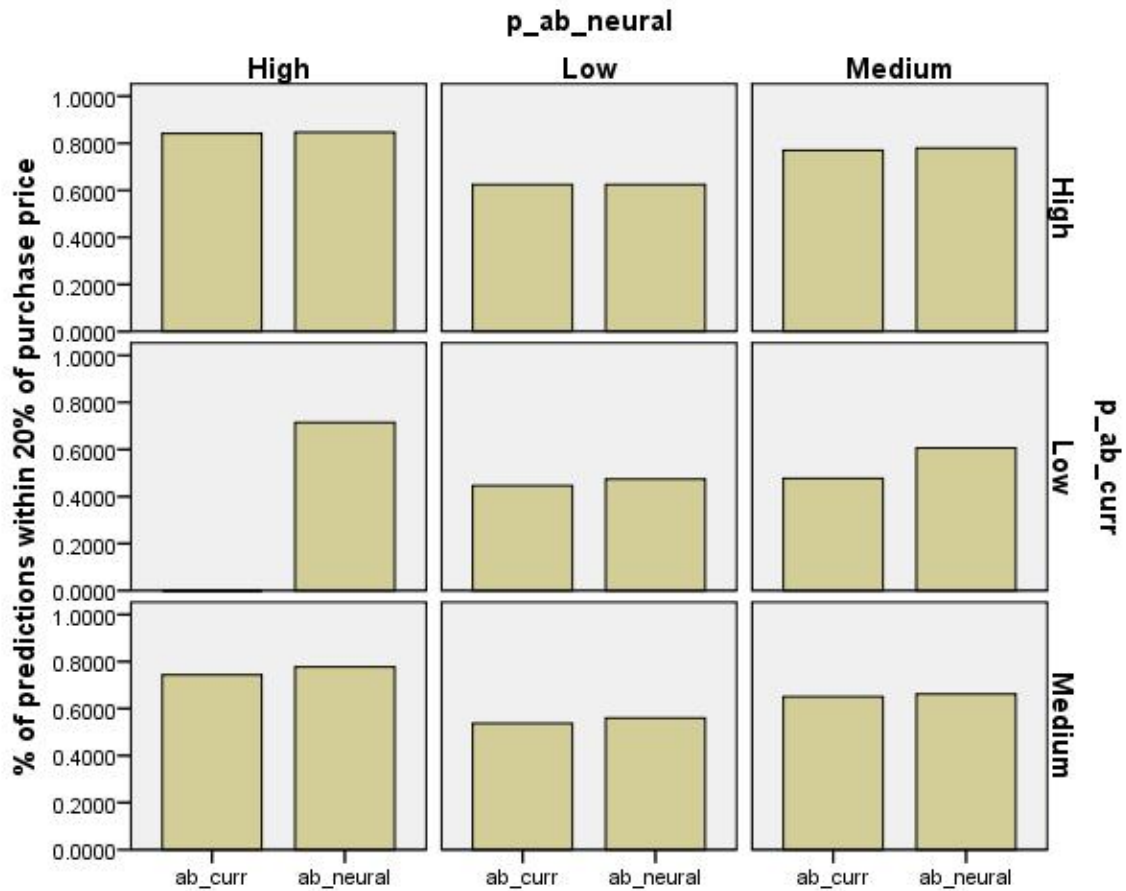 p_ab_neural
High Low Medium
% of predictions within 20% of purchase price
1.0000
0.8000
0.6000
0.4000
0.2000
0.0000
High
1.0000
0.8000
0.6000
0.4000
0.2000
0.0000
Low
p_ab_curr
1.0000
0.8000
0.6000
0.4000
0.2000
0.0000
Medium
ab_curr ab_neural ab_curr ab_neural ab_curr ab_neural